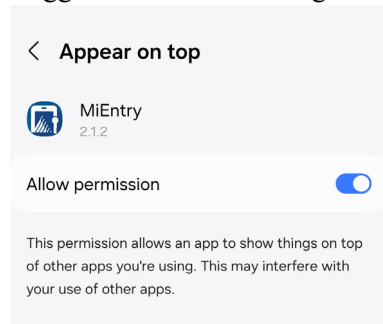 Appear on top
MiEntry
2.1.2
Allow permission
This permission allows an app to show things on top
of other apps you're using. This may interfere with
your use of other apps.